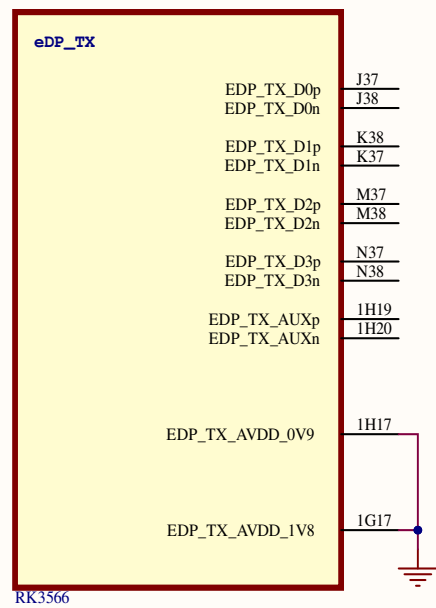 eDP_TX
EDP_TX_D0p J37
EDP_TX_D0n J38
EDP_TX_D1p K38
EDP_TX_D1n K37
EDP_TX_D2p M37
EDP_TX_D2n M38
EDP_TX_D3p N37
EDP_TX_D3n N38
EDP_TX_AUXp 1H19
EDP_TX_AUXn 1H20
EDP_TX_AVDD_0V9 1H17
EDP_TX_AVDD_1V8 1G17
RK3566